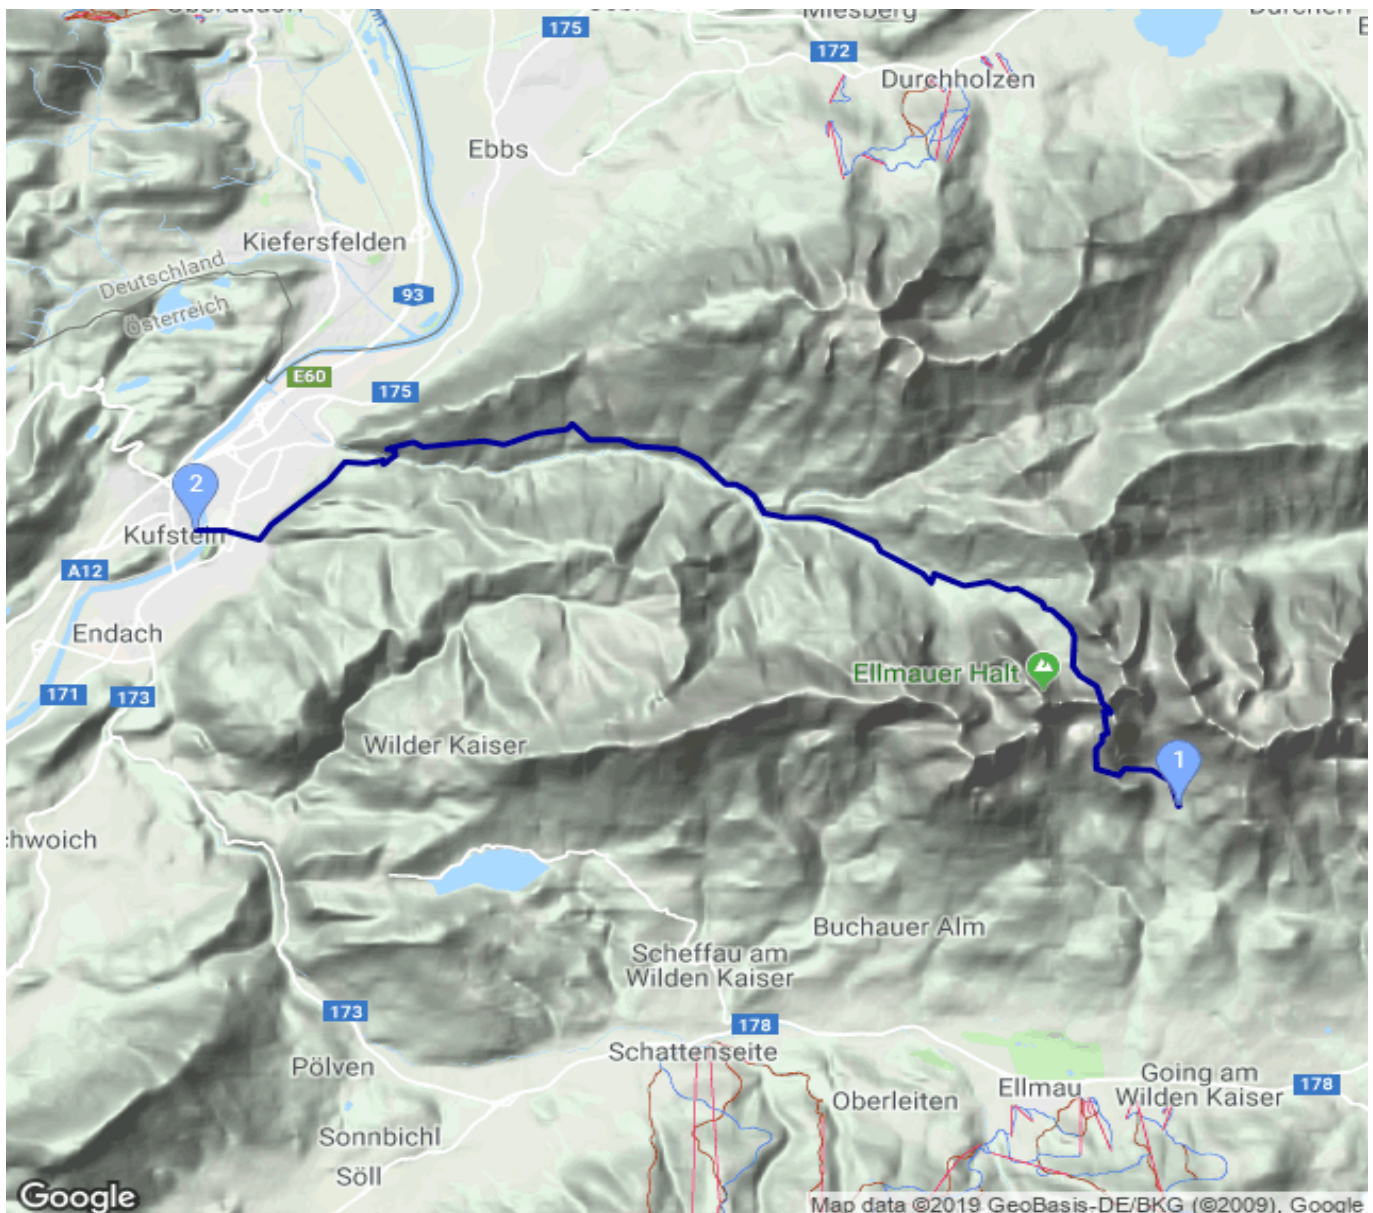 175
Miesberg
172
Durchholzen
Ebbs
Kiefersfelden
Deutschland
Österreich
93
E60
175
2
Kufstein
A12
Endach
171
173
Ellmauer Halt
Wilder Kaiser
1
chwoich
Buchauer Alm
Scheffau am
Wilden Kaiser
173
178
Schattenseite
Pölven
Ellmau
Going am
Wilden Kaiser
178
Oberleiten
Sonnbichl
Söll
Google
Map data ©2019 GeoBasis-DE/BKG (©2009), Google